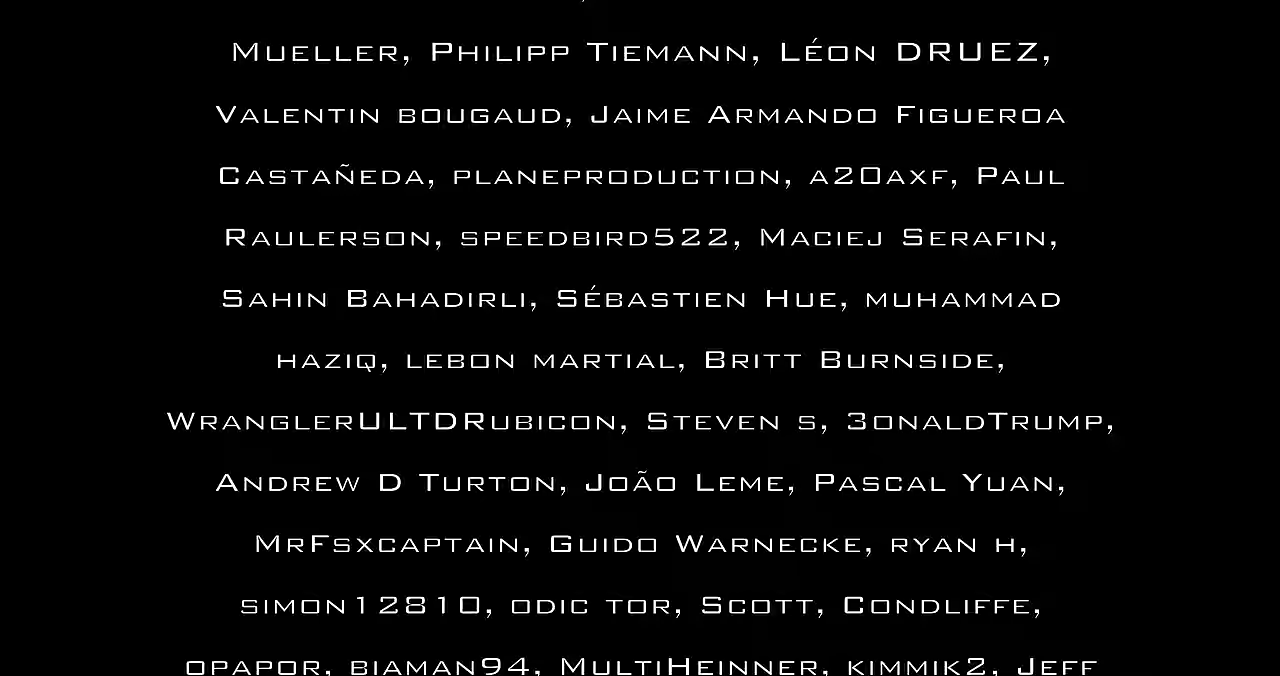 Mueller, Philipp Tiemann, Léon DRUEZ,
Valentin bougaud, Jaime Armando Figueroa
Castañeda, planeproduction, a20axf, Paul
Raulerson, speedbird522, Maciej Serafin,
Sahin Bahadirli, Sébastien Hue, muhammad
haziq, lebon martial, Britt Burnside,
WranglerULTDRubicon, Steven s, 3onaldTrump,
Andrew D Turton, João Leme, Pascal Yuan,
MrFsxcaptain, Guido Warnecke, ryan h,
simon12810, odic tor, Scott, Condliffe,
opapor, biaman94, MultiHeinner, kimmik2, Jeff